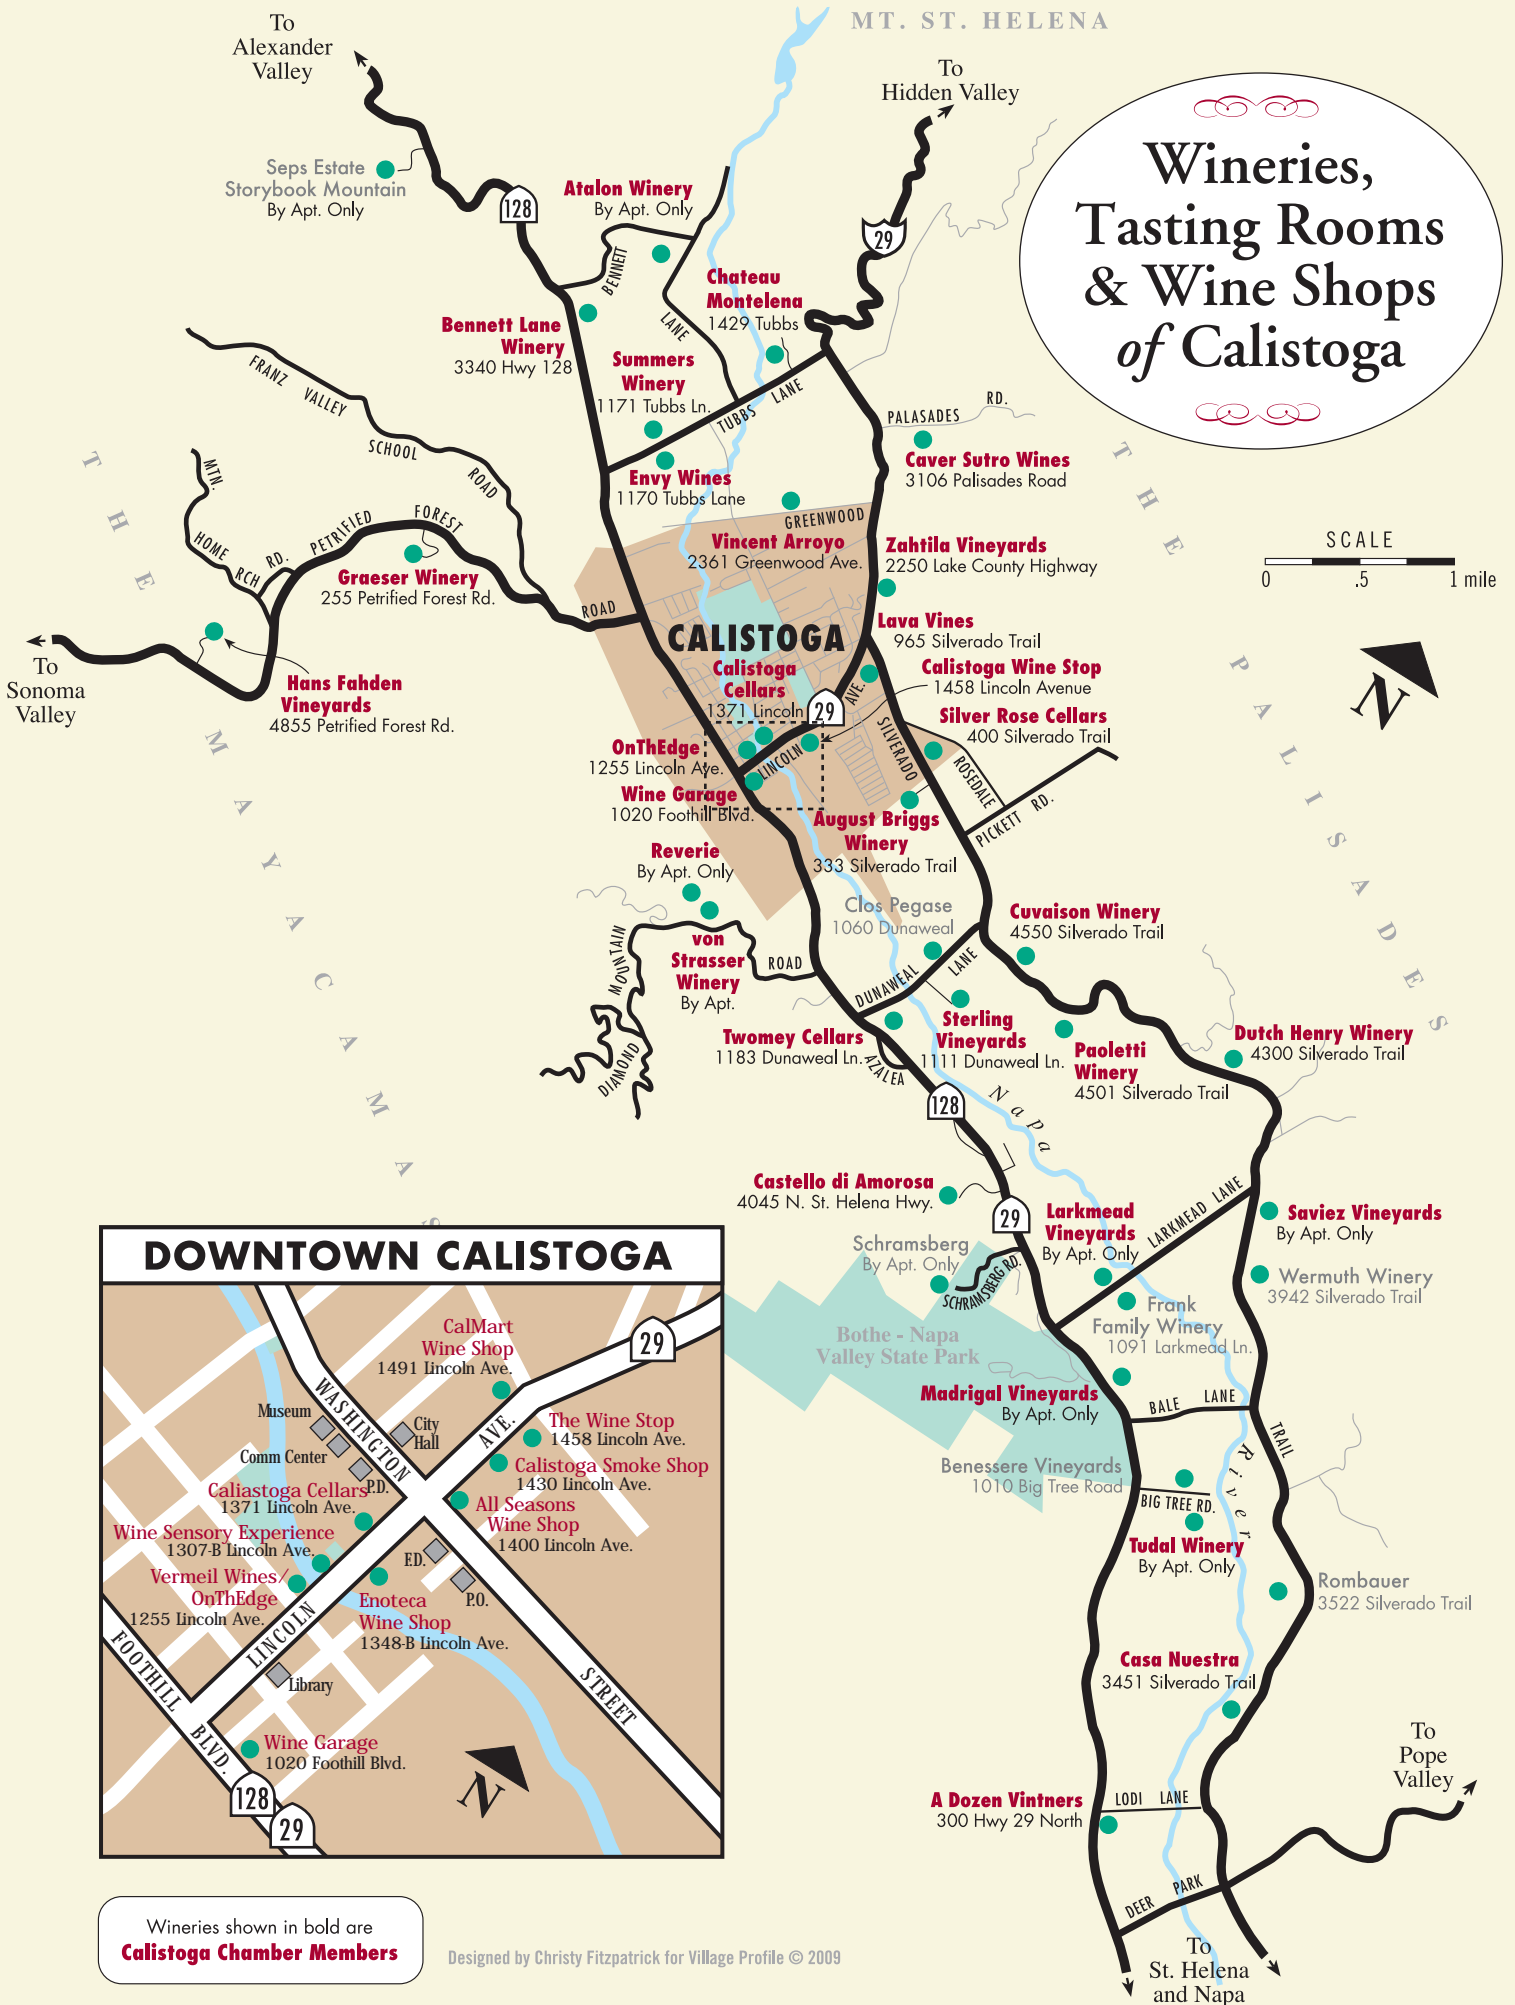 To
Alexander
Valley
MT. ST. HELENA
To
Hidden Valley
Wineries,
Tasting Rooms
& Wine Shops
of Calistoga
Seps Estate
Storybook Mountain
By Apt. Only
128
Atalon Winery
By Apt. Only
29
BENNETT
LANE
Chateau
Montelena
1429 Tubbs
Bennett Lane
Winery
3340 Hwy 128
Summers
Winery
1171 Tubbs Ln.
TUBBS LANE
FRANZ VALLEY SCHOOL ROAD
PALASADES RD.
Caver Sutro Wines
3106 Palisades Road
Envy Wines
1170 Tubbs Lane
MTN. HOME RCH RD.
PETRIFIED FOREST ROAD
GREENWOOD
Vincent Arroyo
2361 Greenwood Ave.
Zahtila Vineyards
2250 Lake County Highway
SCALE
0 .5 1 mile
Graeser Winery
255 Petrified Forest Rd.
THE MAYACAMAS
THE PALISADES
Lava Vines
965 Silverado Trail
CALISTOGA
Calistoga Wine Stop
1458 Lincoln Avenue
To
Sonoma
Valley
Hans Fahden
Vineyards
4855 Petrified Forest Rd.
Calistoga
Cellars
1371 Lincoln
29
AVE.
LINCOLN
Silver Rose Cellars
400 Silverado Trail
N
OnThEdge
1255 Lincoln Ave.
SILVERADO
ROSEDALE
PICKETT RD.
Wine Garage
1020 Foothill Blvd.
August Briggs
Winery
333 Silverado Trail
Reverie
By Apt. Only
Clos Pegase
1060 Dunaweal
Cuvaison Winery
4550 Silverado Trail
von
Strasser
Winery
By Apt.
DIAMOND MOUNTAIN ROAD
DUNAWEAL LANE
Twomey Cellars
1183 Dunaweal Ln.
Sterling
Vineyards
1111 Dunaweal Ln.
AZALEA
Paoletti
Winery
4501 Silverado Trail
Dutch Henry Winery
4300 Silverado Trail
128
Napa
River
Castello di Amorosa
4045 N. St. Helena Hwy.
29
Larkmead
Vineyards
By Apt. Only
LARKMEAD LANE
Saviez Vineyards
By Apt. Only
Schramsberg
By Apt. Only
SCHRAMSBERG RD.
Wermuth Winery
3942 Silverado Trail
Frank
Family Winery
1091 Larkmead Ln.
Bothe - Napa
Valley State Park
Madrigal Vineyards
By Apt. Only
BALE LANE
TRAIL
Benessere Vineyards
1010 Big Tree Road
BIG TREE RD.
Tudal Winery
By Apt. Only
Rombauer
3522 Silverado Trail
Casa Nuestra
3451 Silverado Trail
To
Pope
Valley
A Dozen Vintners
300 Hwy 29 North
LODI LANE
DEER PARK
To
St. Helena
and Napa
DOWNTOWN CALISTOGA
CalMart
Wine Shop
1491 Lincoln Ave.
29
WASHINGTON
STREET
Museum
City
Hall
Comm Center
AVE.
The Wine Stop
1458 Lincoln Ave.
P.D.
Calistoga Smoke Shop
1430 Lincoln Ave.
Caliastoga Cellars
1371 Lincoln Ave.
All Seasons
Wine Shop
1400 Lincoln Ave.
Wine Sensory Experience
1307-B Lincoln Ave.
F.D.
Vermeil Wines/
OnThEdge
1255 Lincoln Ave.
P.O.
Enoteca
Wine Shop
1348-B Lincoln Ave.
LINCOLN
FOOTHILL BLVD.
Library
Wine Garage
1020 Foothill Blvd.
128
29
N
Wineries shown in bold are
Calistoga Chamber Members
Designed by Christy Fitzpatrick for Village Profile © 2009